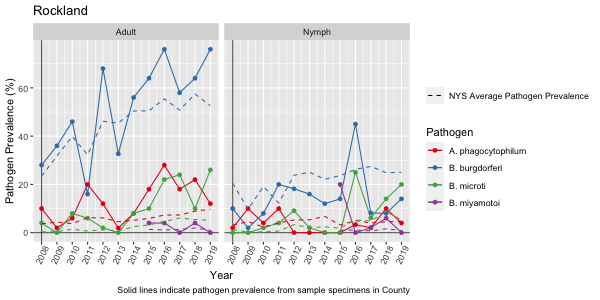 Rockland
Adult
Nymph
Pathogen Prevalence (%)
60
40
20
0
2008 2009 2010 2011 2012 2013 2014 2015 2016 2017 2018 2019
2008 2009 2010 2011 2012 2013 2014 2015 2016 2017 2018 2019
Year
Solid lines indicate pathogen prevalence from sample specimens in County
NYS Average Pathogen Prevalence
Pathogen
A. phagocytophilum
B. burgdorferi
B. microti
B. miyamotoi